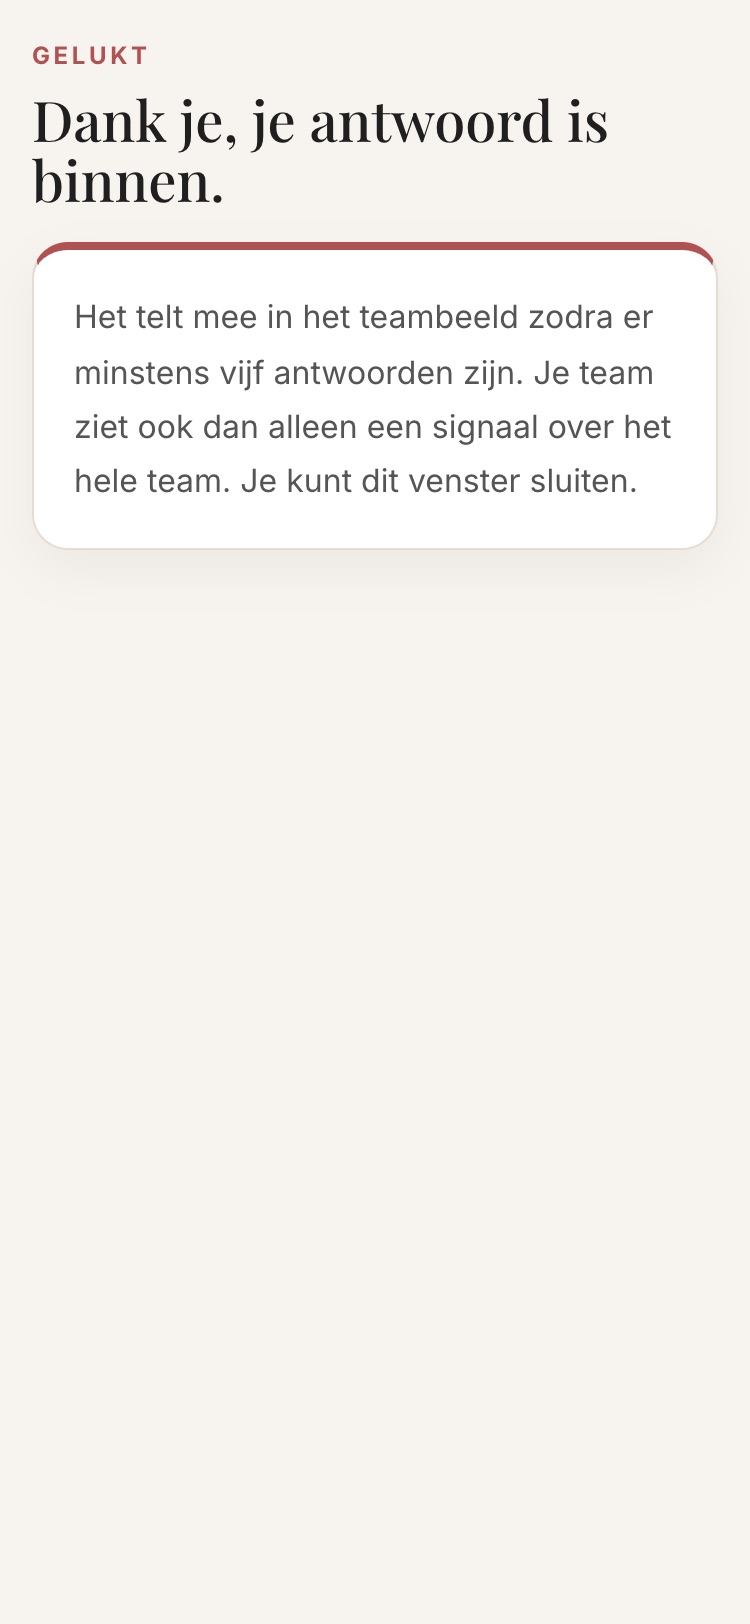 GELUKT
Dank je, je antwoord is
binnen.
Het telt mee in het teambeeld zodra er
minstens vijf antwoorden zijn. Je team
ziet ook dan alleen een signaal over het
hele team. Je kunt dit venster sluiten.